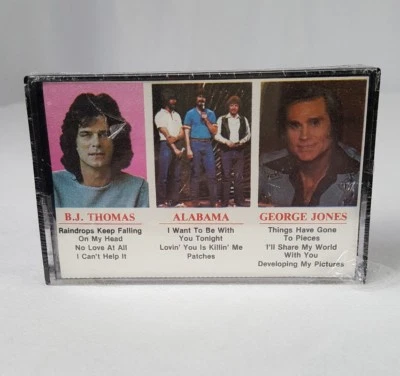 B.J. THOMAS
Raindrops Keep Falling
On My Head
No Love At All
I Can't Help It
ALABAMA
I Want To Be With
You Tonight
Lovin' You Is Killin' Me
Patches
GEORGE JONES
Things Have Gone
To Pieces
I'll Share My World
With You
Developing My Pictures